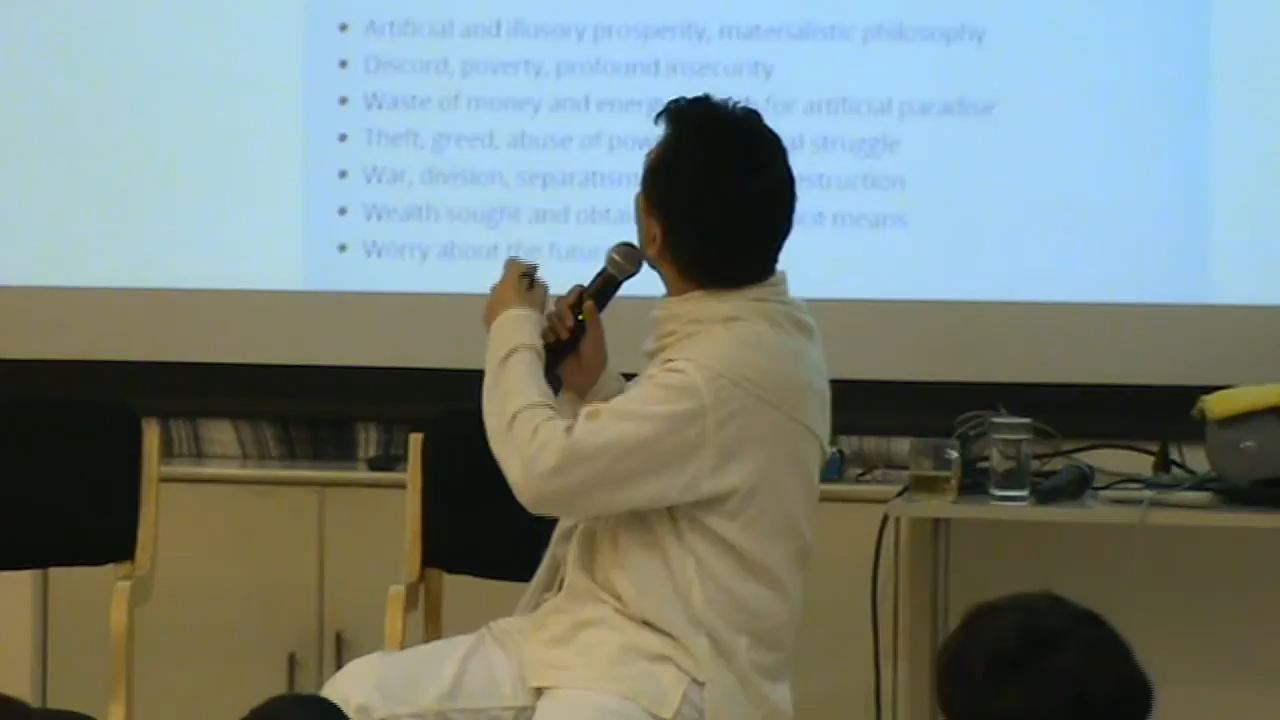 • Artificial and illusory prosperity, materialistic philosophy
• Discord, poverty, profound insecurity
• Waste of money and energy for artificial paradise
• Theft, greed, abuse of struggle
• War, division, separatism
• Wealth sought and means
• Worry about the future